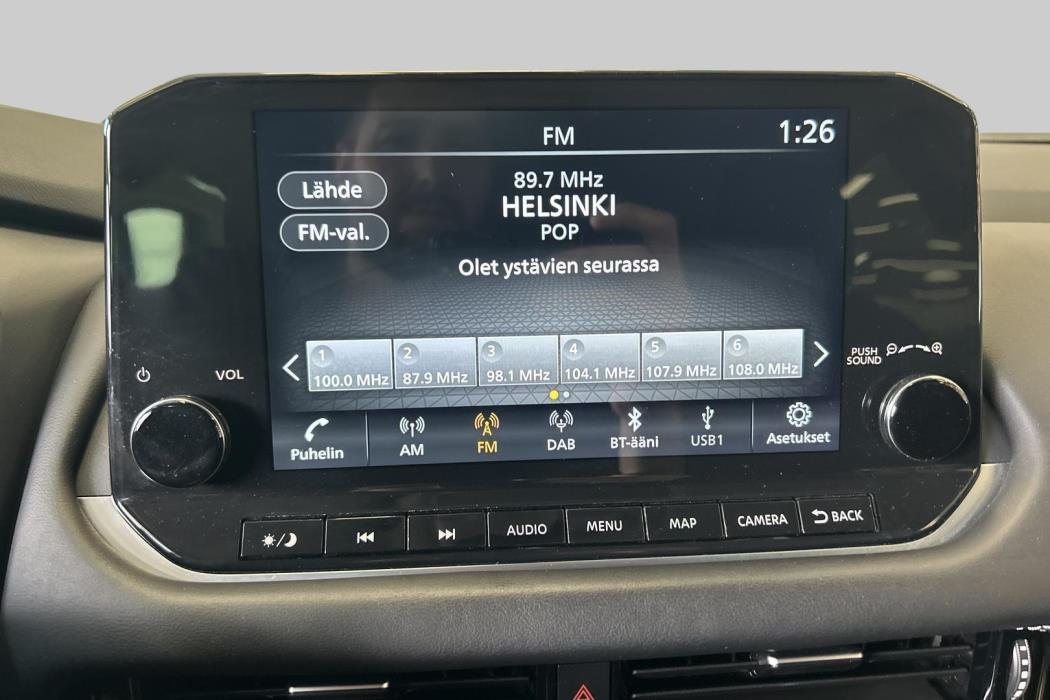 FM
1:26
Lähde
FM-val.
89.7 MHz
HELSINKI
POP
Olet ystävien seurassa
1 100.0 MHz
2 87.9 MHz
3 98.1 MHz
4 104.1 MHz
5 107.9 MHz
6 108.0 MHz
Puhelin
AM
FM
DAB
BT-ääni
USB1
Asetukset
VOL
PUSH
SOUND
AUDIO
MENU
MAP
CAMERA
BACK